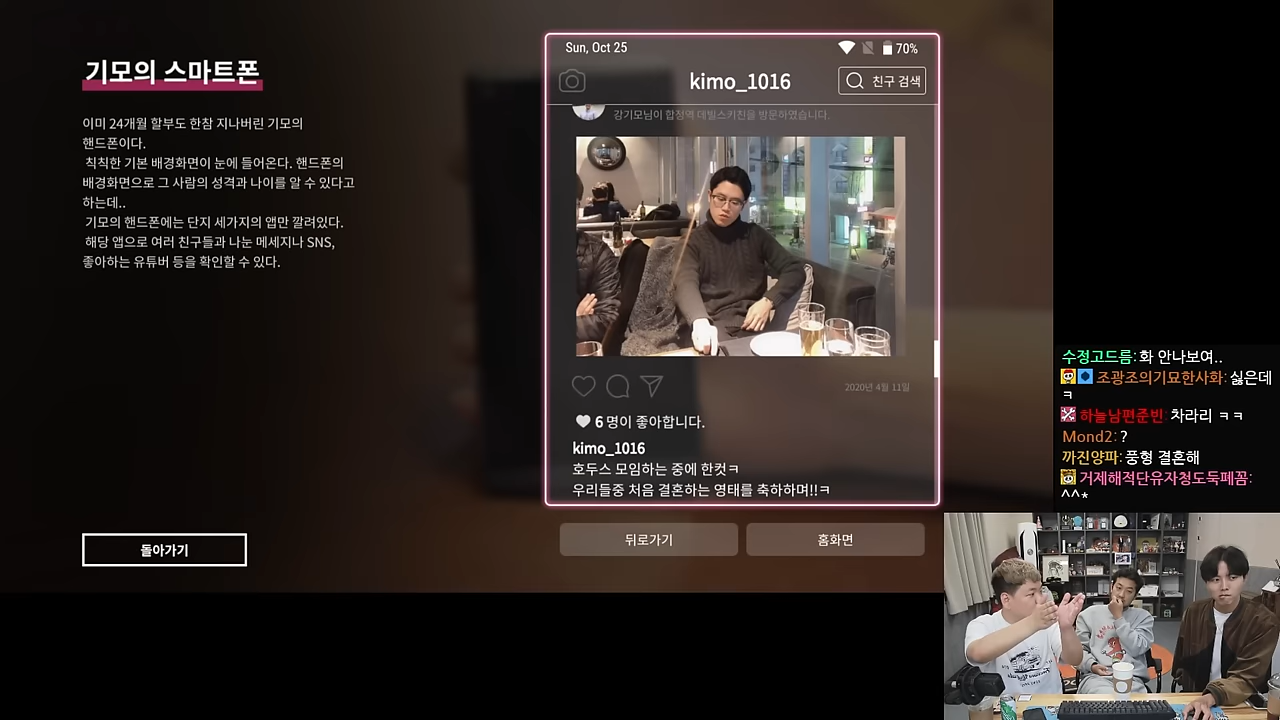 기모의 스마트폰
이미 24개월 할부도 한참 지나버린 기모의
핸드폰이다.
칙칙한 기본 배경화면이 눈에 들어온다. 핸드폰의
배경화면으로 그 사람의 성격과 나이를 알 수 있다고
하는데..
기모의 핸드폰에는 단지 세가지의 앱만 깔려있다.
해당 앱으로 여러 친구들과 나눈 메세지나 SNS,
좋아하는 유튜버 등을 확인할 수 있다.
돌아가기
Sun, Oct 25
70%
kimo_1016
친구 검색
강기모님이 합정역 데빌스키친을 방문하였습니다.
2020년 4월 11일
6 명이 좋아합니다.
kimo_1016
호두스 모임하는 중에 한컷ㅋ
우리들중 처음 결혼하는 영태를 축하하며!!ㅋ
뒤로가기
홈화면
수정고드름: 화 안나보여..
조광조의기묘한사화: 싫은데
ㅋ
하늘남편준빈: 차라리 ㅋㅋ
Mond2: ?
까진양파: 풍형 결혼해
거제해적단유자청도둑페꼼:
^^*